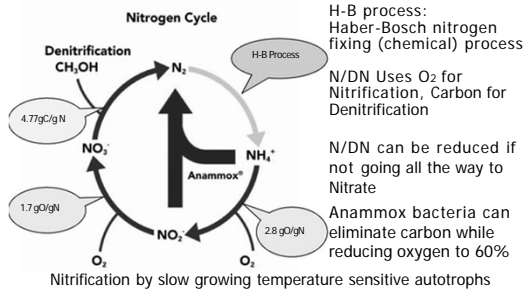 Nitrogen Cycle
Denitrification
CH₃OH
N₂
H-B Process
4.77gC/g N
NO₃⁻
NH₄⁺
Anammox®
1.7 gO/gN
NO₂⁻
2.8 gO/gN
O₂
O₂
H-B process:
Haber-Bosch nitrogen
fixing (chemical) process
N/DN Uses O₂ for
Nitrification, Carbon for
Denitrification
N/DN can be reduced if
not going all the way to
Nitrate
Anammox bacteria can
eliminate carbon while
reducing oxygen to 60%
Nitrification by slow growing temperature sensitive autotrophs